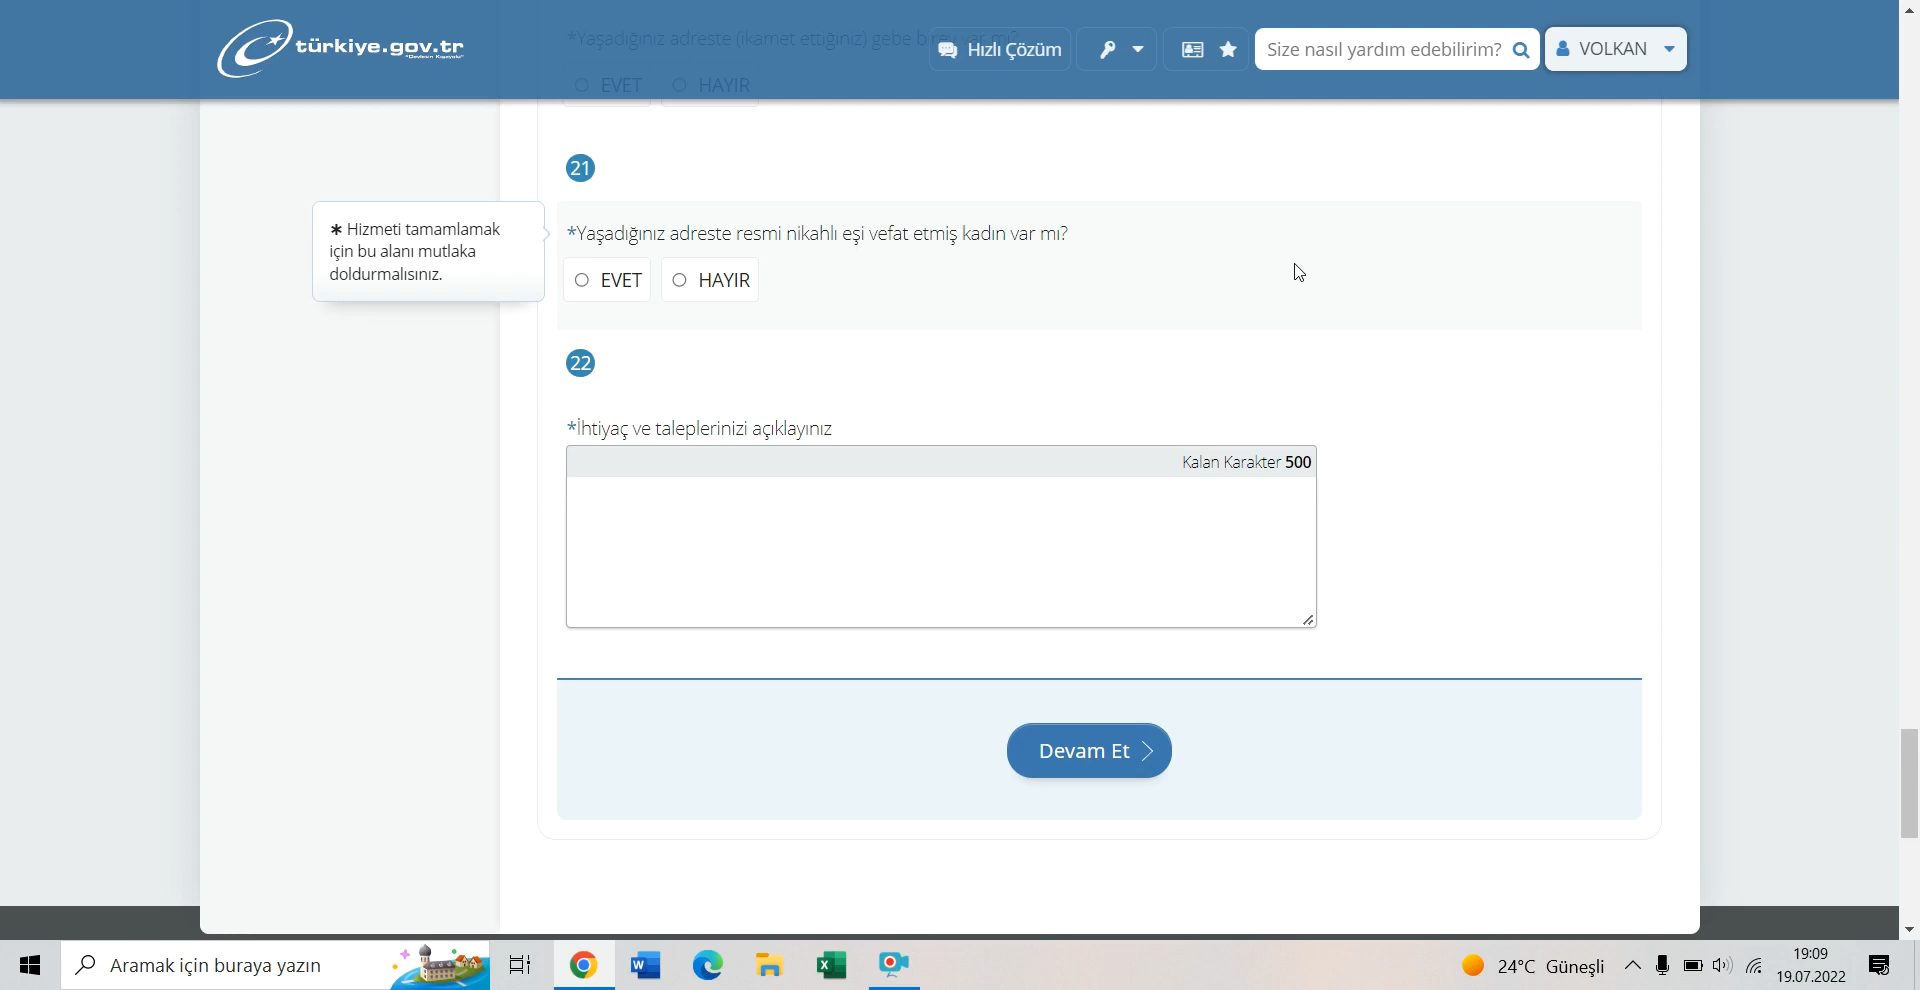 türkiye.gov.tr
*Yaşadığınız adreste (ikamet ettiğiniz) gebe birey var mı?
Hızlı Çözüm
Size nasıl yardım edebilirim?
VOLKAN
EVET
HAYIR
21
* Hizmeti tamamlamak
için bu alanı mutlaka
doldurmalısınız.
*Yaşadığınız adreste resmi nikahlı eşi vefat etmiş kadın var mı?
EVET
HAYIR
22
*İhtiyaç ve taleplerinizi açıklayınız
Kalan Karakter 500
Devam Et
Aramak için buraya yazın
24°C Güneşli
19:09
19.07.2022